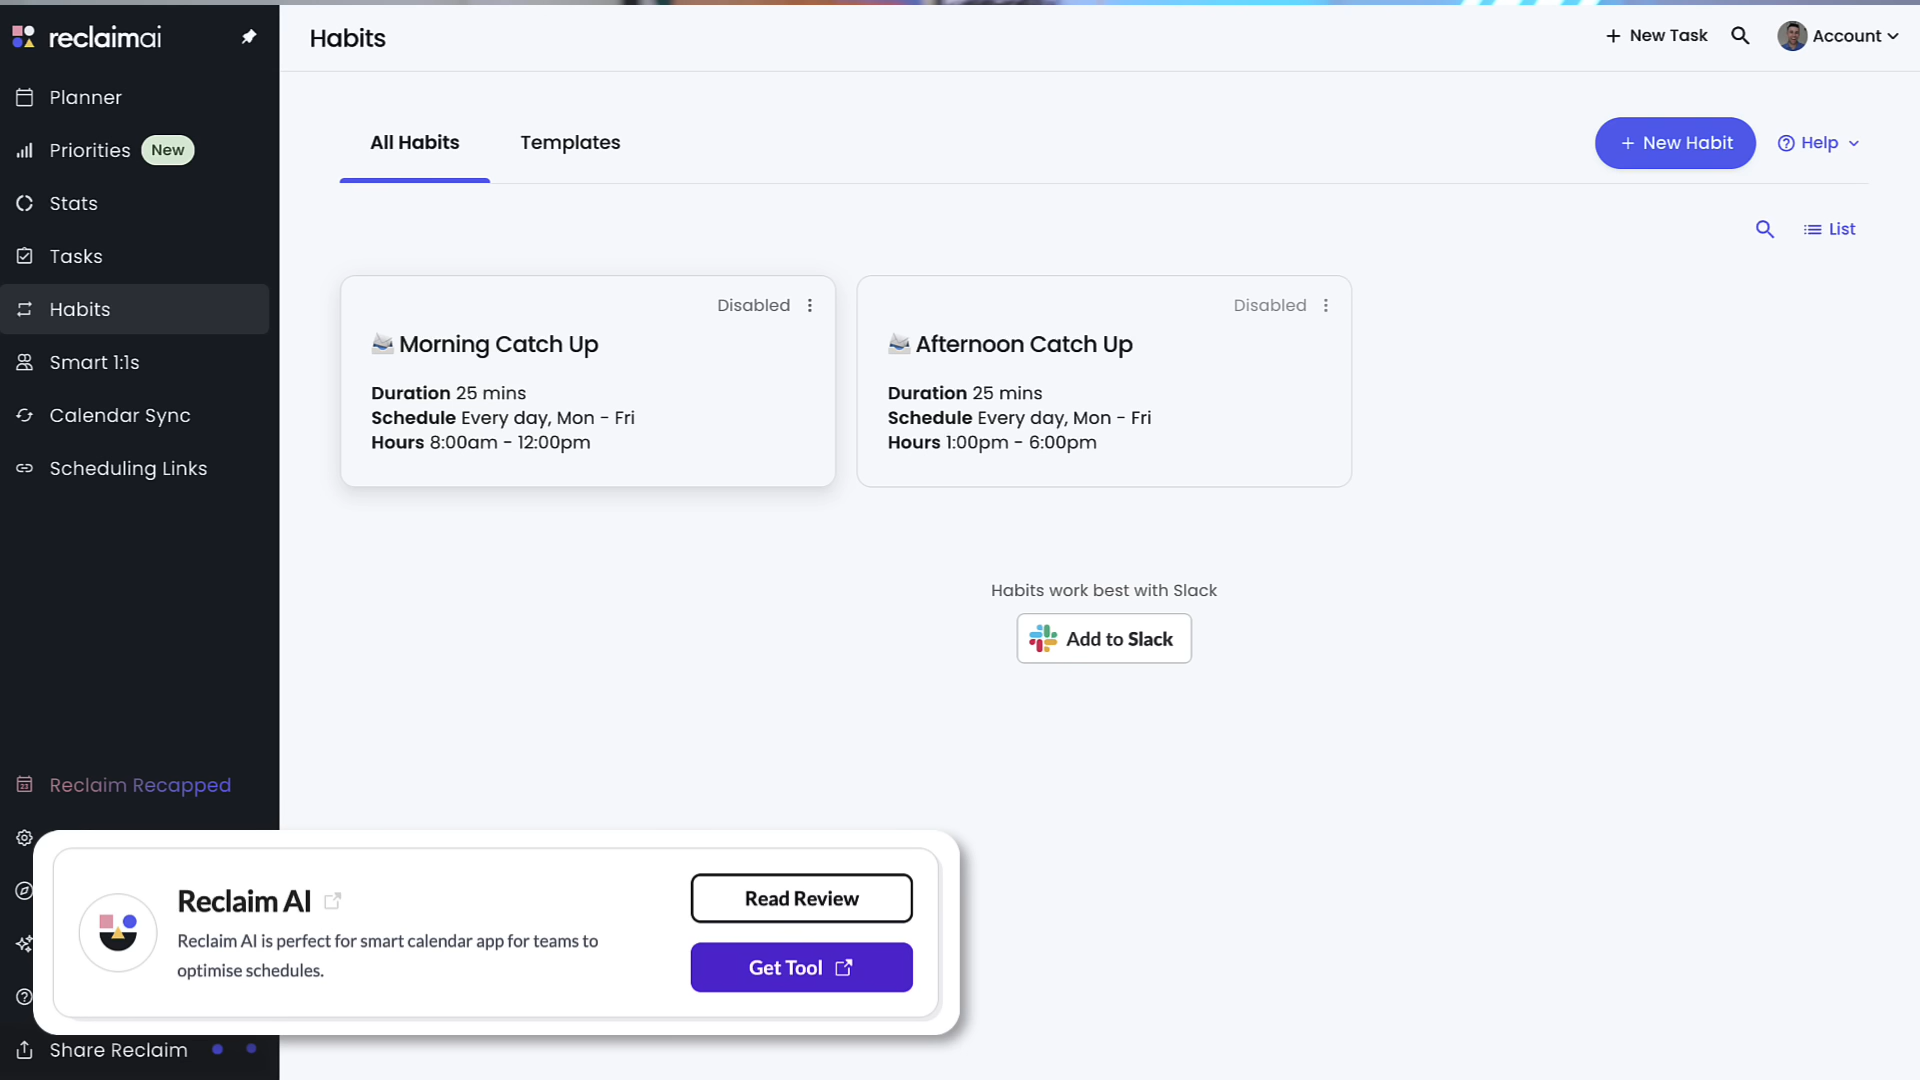 reclaimai
Habits
+ New Task
Account
Planner
Priorities New
Stats
Tasks
Habits
Smart 1:1s
Calendar Sync
Scheduling Links
All Habits
Templates
+ New Habit
Help
List
Disabled
Morning Catch Up
Duration 25 mins
Schedule Every day, Mon - Fri
Hours 8:00am - 12:00pm
Disabled
Afternoon Catch Up
Duration 25 mins
Schedule Every day, Mon - Fri
Hours 1:00pm - 6:00pm
Habits work best with Slack
Add to Slack
Reclaim Recapped
Reclaim AI
Reclaim AI is perfect for smart calendar app for teams to
optimise schedules.
Read Review
Get Tool
Share Reclaim